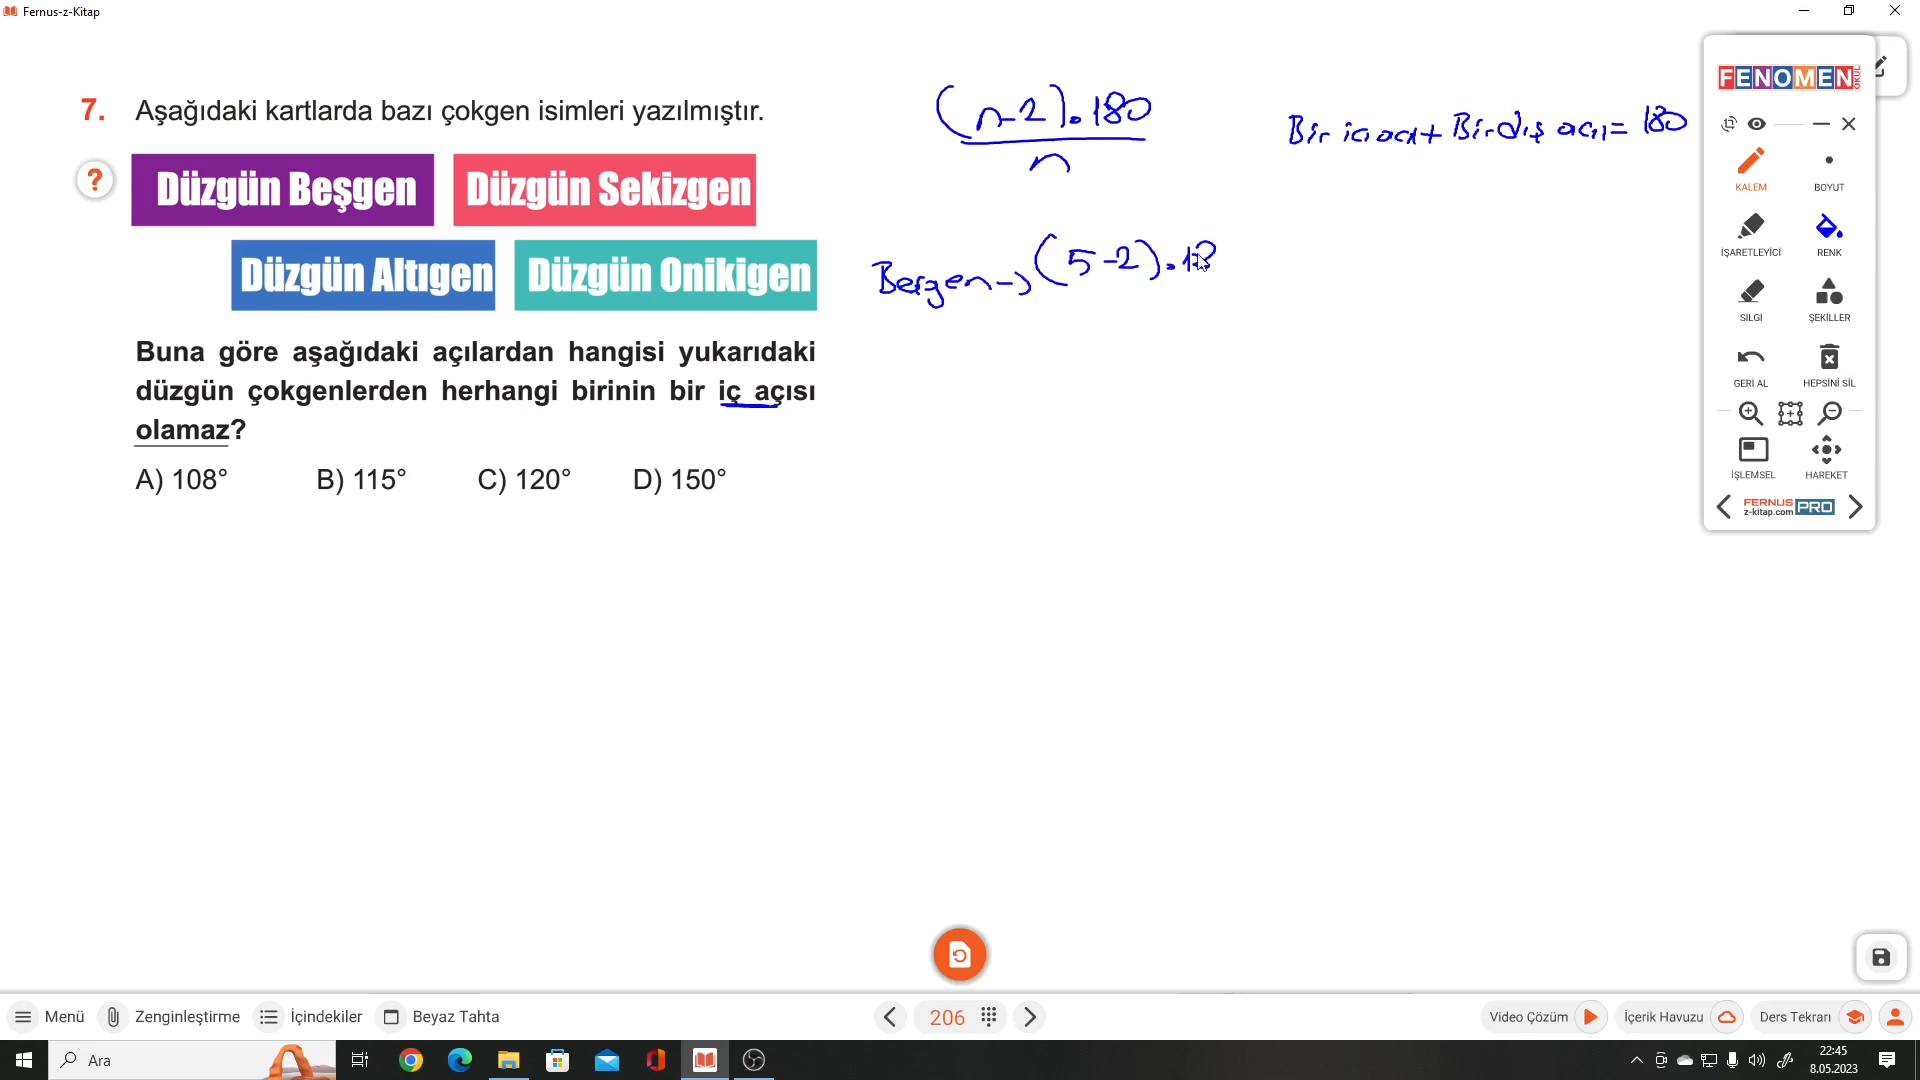 Fernus-z-Kitap
7. Aşağıdaki kartlarda bazı çokgen isimleri yazılmıştır.
?
Düzgün Beşgen
Düzgün Sekizgen
Düzgün Altıgen
Düzgün Onikigen
Buna göre aşağıdaki açılardan hangisi yukarıdaki
düzgün çokgenlerden herhangi birinin bir iç açısı
olamaz?
A) 108° B) 115° C) 120° D) 150°
(n-2).180
n
Bir iç açı + Bir dış açı = 180
Beşgen -> (5-2).18
FENOMEN OKUL
KALEM
BOYUT
İŞARETLEYİCİ
RENK
SİLGİ
ŞEKİLLER
GERİ AL
HEPSİNİ SİL
İŞLEMSEL
HAREKET
FERNUS
z-kitap.com PRO
Menü
Zenginleştirme
İçindekiler
Beyaz Tahta
206
Video Çözüm
İçerik Havuzu
Ders Tekrarı
Ara
22:45
8.05.2023